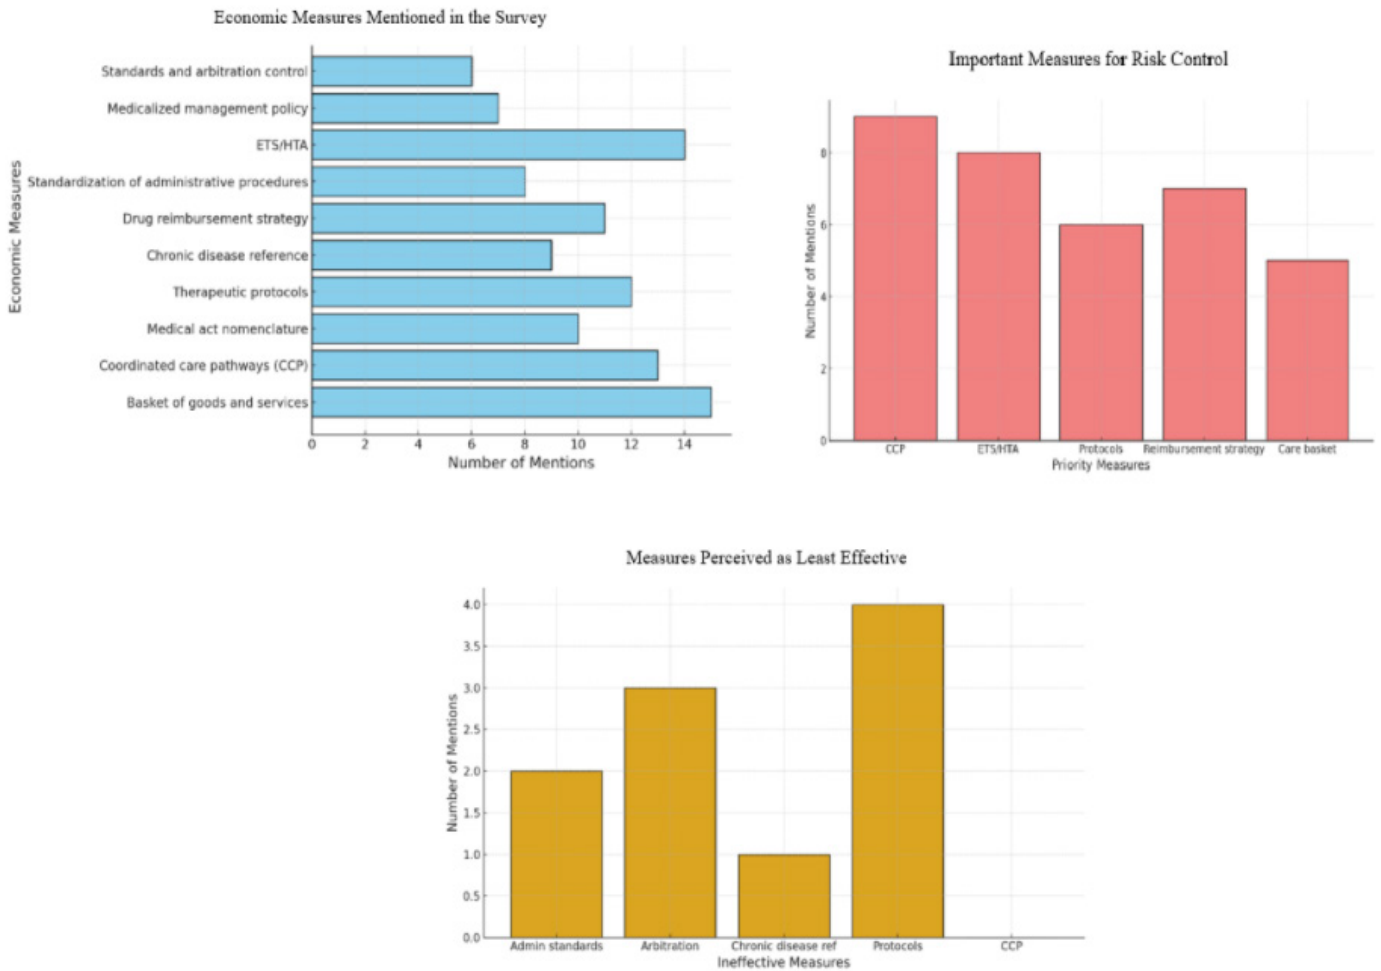 Economic Measures Mentioned in the Survey
Economic Measures
Standards and arbitration control
Medicalized management policy
ETS/HTA
Standardization of administrative procedures
Drug reimbursement strategy
Chronic disease reference
Therapeutic protocols
Medical act nomenclature
Coordinated care pathways (CCP)
Basket of goods and services
0 2 4 6 8 10 12 14
Number of Mentions
Important Measures for Risk Control
Number of Mentions
8
6
4
2
0
CCP ETS/HTA Protocols Reimbursement strategy Care basket
Priority Measures
Measures Perceived as Least Effective
Number of Mentions
4.0
3.5
3.0
2.5
2.0
1.5
1.0
0.5
0.0
Admin standards Arbitration Chronic disease ref Protocols CCP
Ineffective Measures